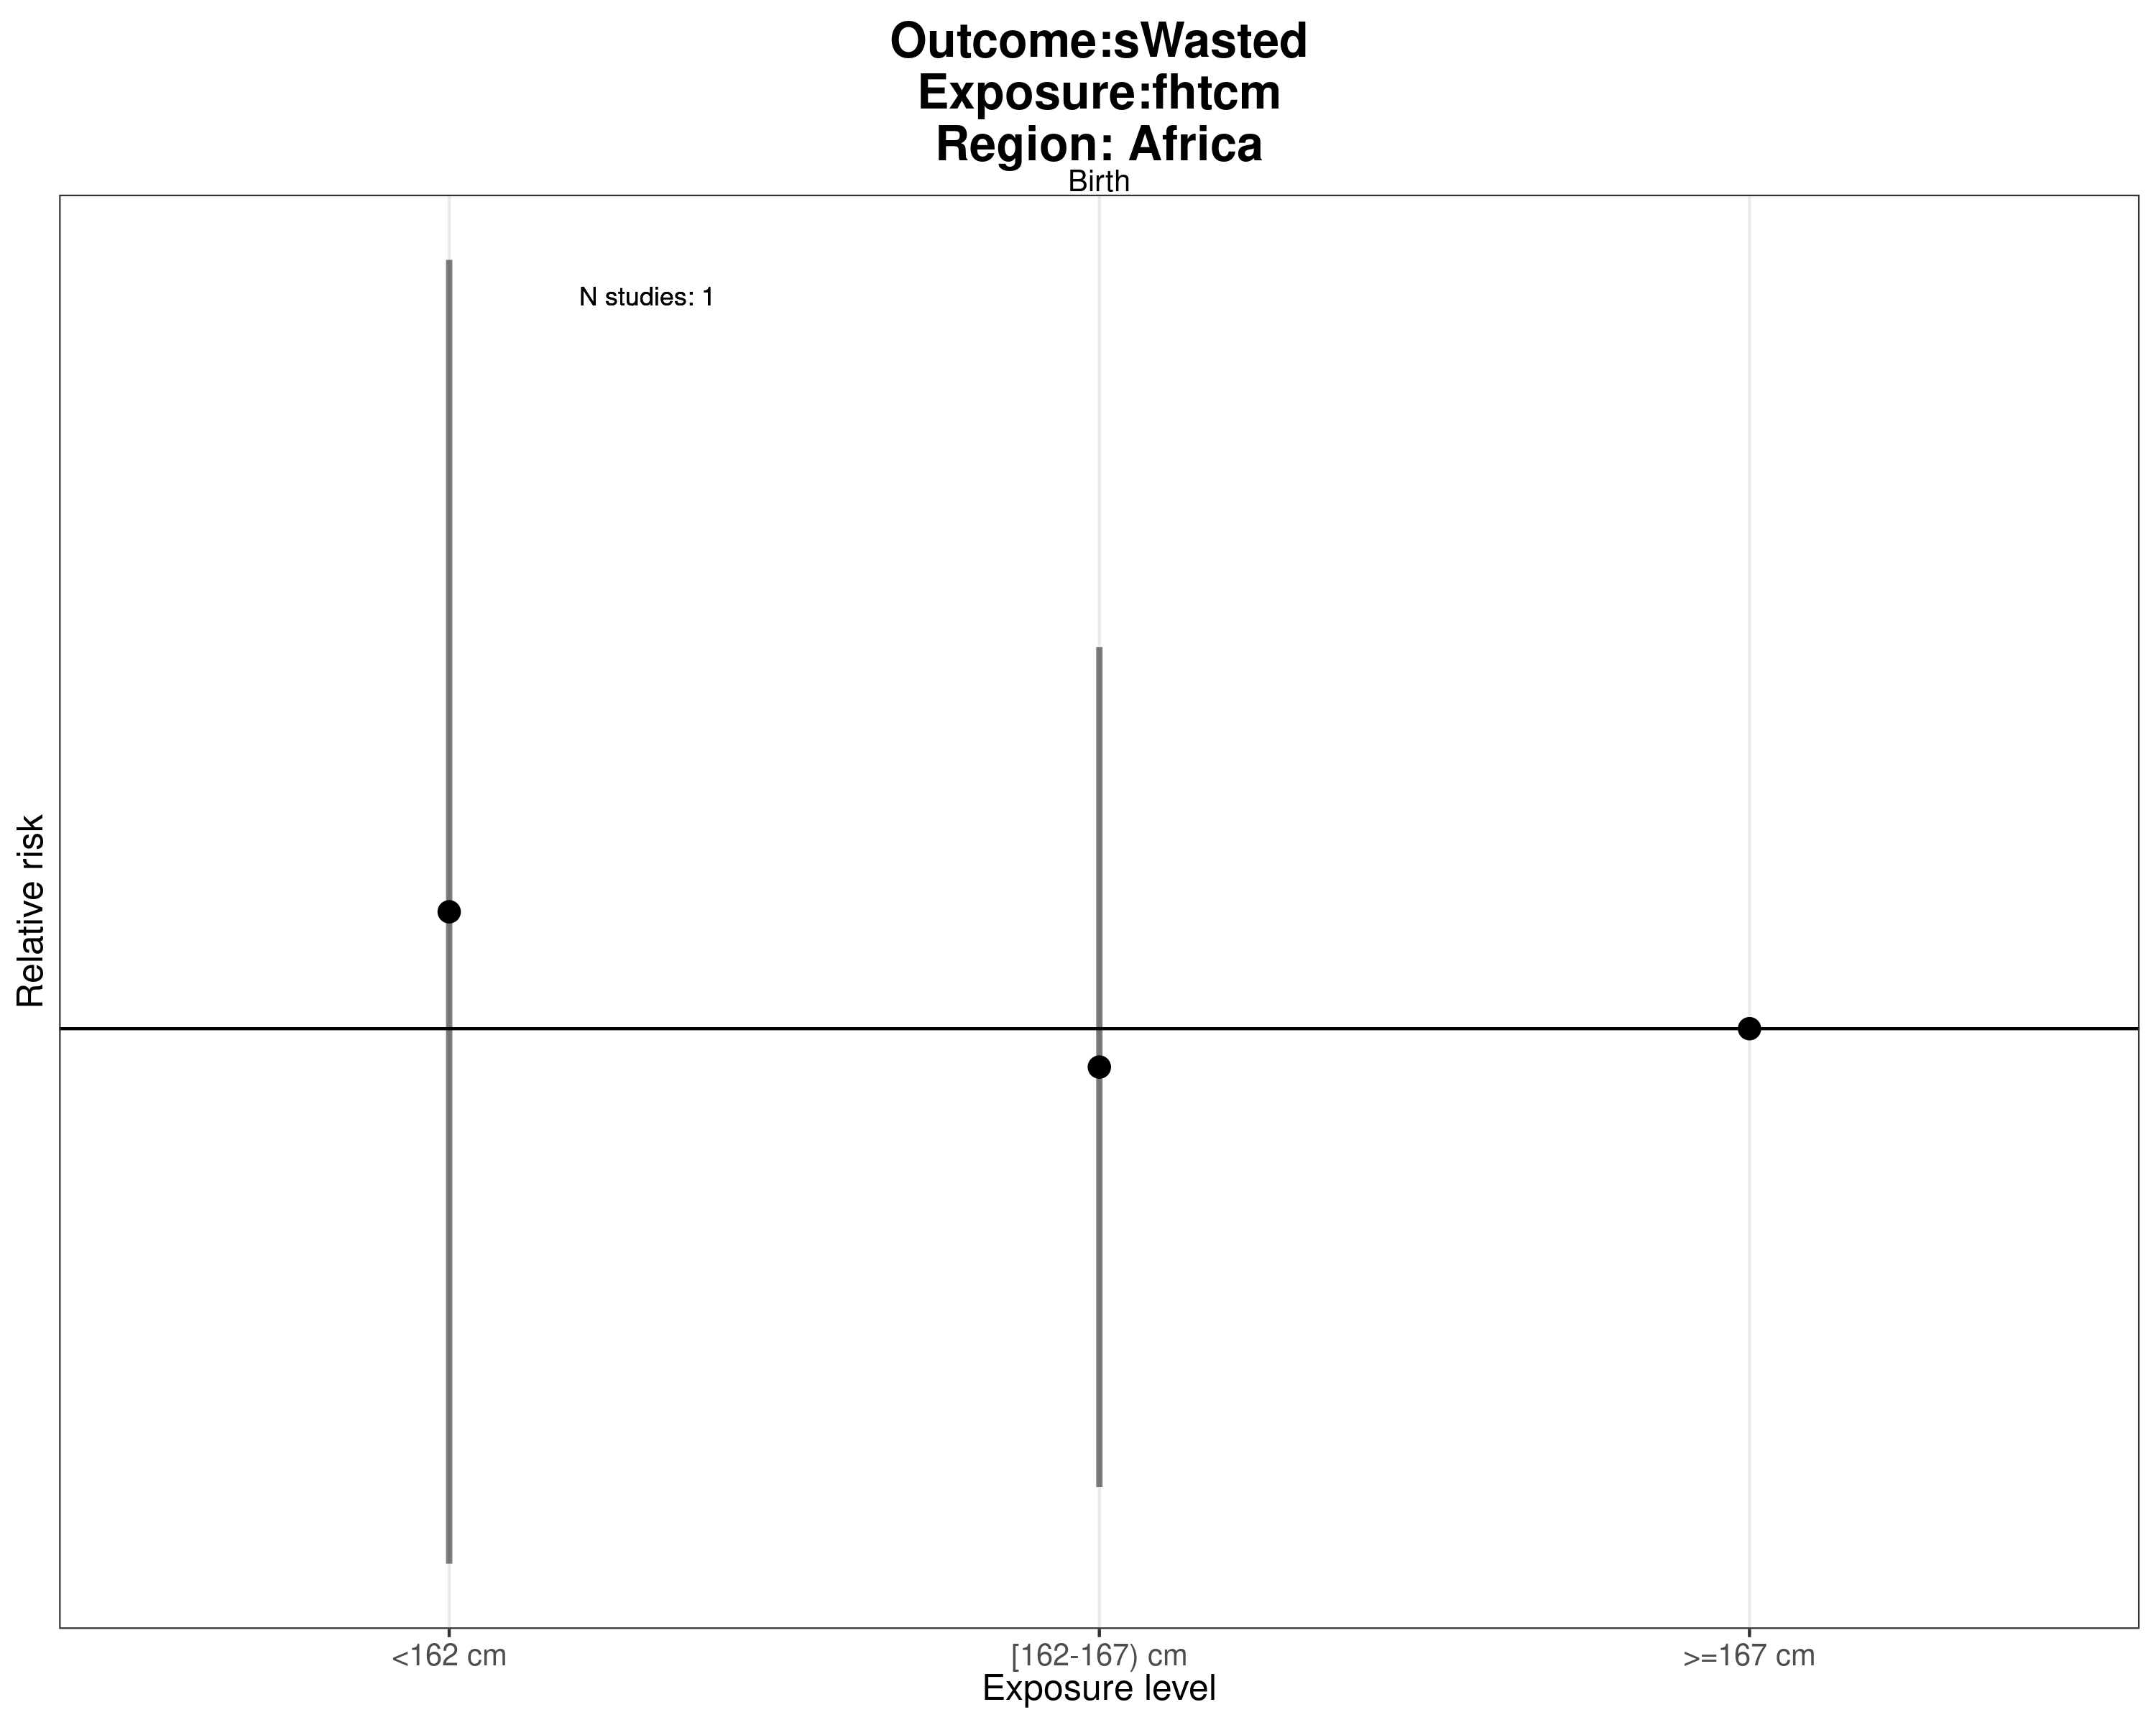 Outcome:sWasted
Exposure:fhtcm
Region: Africa
Birth
N studies: 1
Relative risk
<162 cm
[162-167) cm
>=167 cm
Exposure level